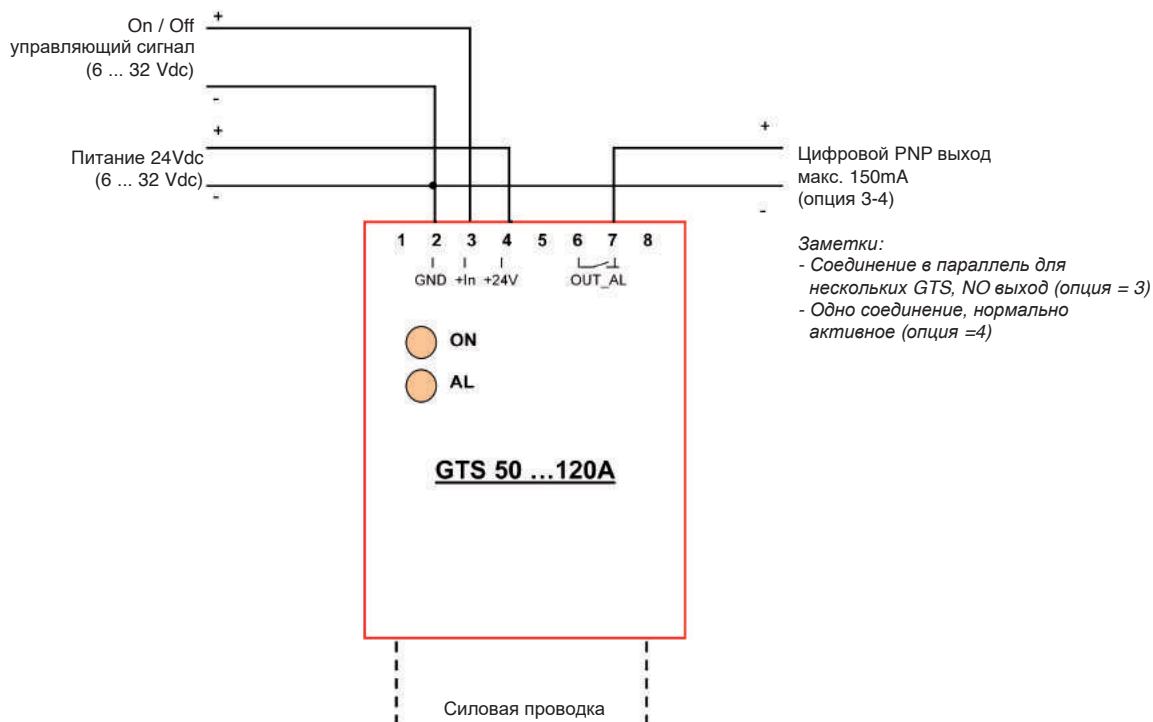 On / Off
управляющий сигнал
(6 ... 32 Vdc)
+
-
+
Питание 24Vdc
(6 ... 32 Vdc)
-
+
Цифровой PNP выход
макс. 150mA
(опция 3-4)
-
Заметки:
- Соединение в параллель для
нескольких GTS, NO выход (опция = 3)
- Одно соединение, нормально
активное (опция =4)
1 2 3 4 5 6 7 8
GND +In +24V OUT_AL
ON
AL
GTS 50 ...120A
Силовая проводка